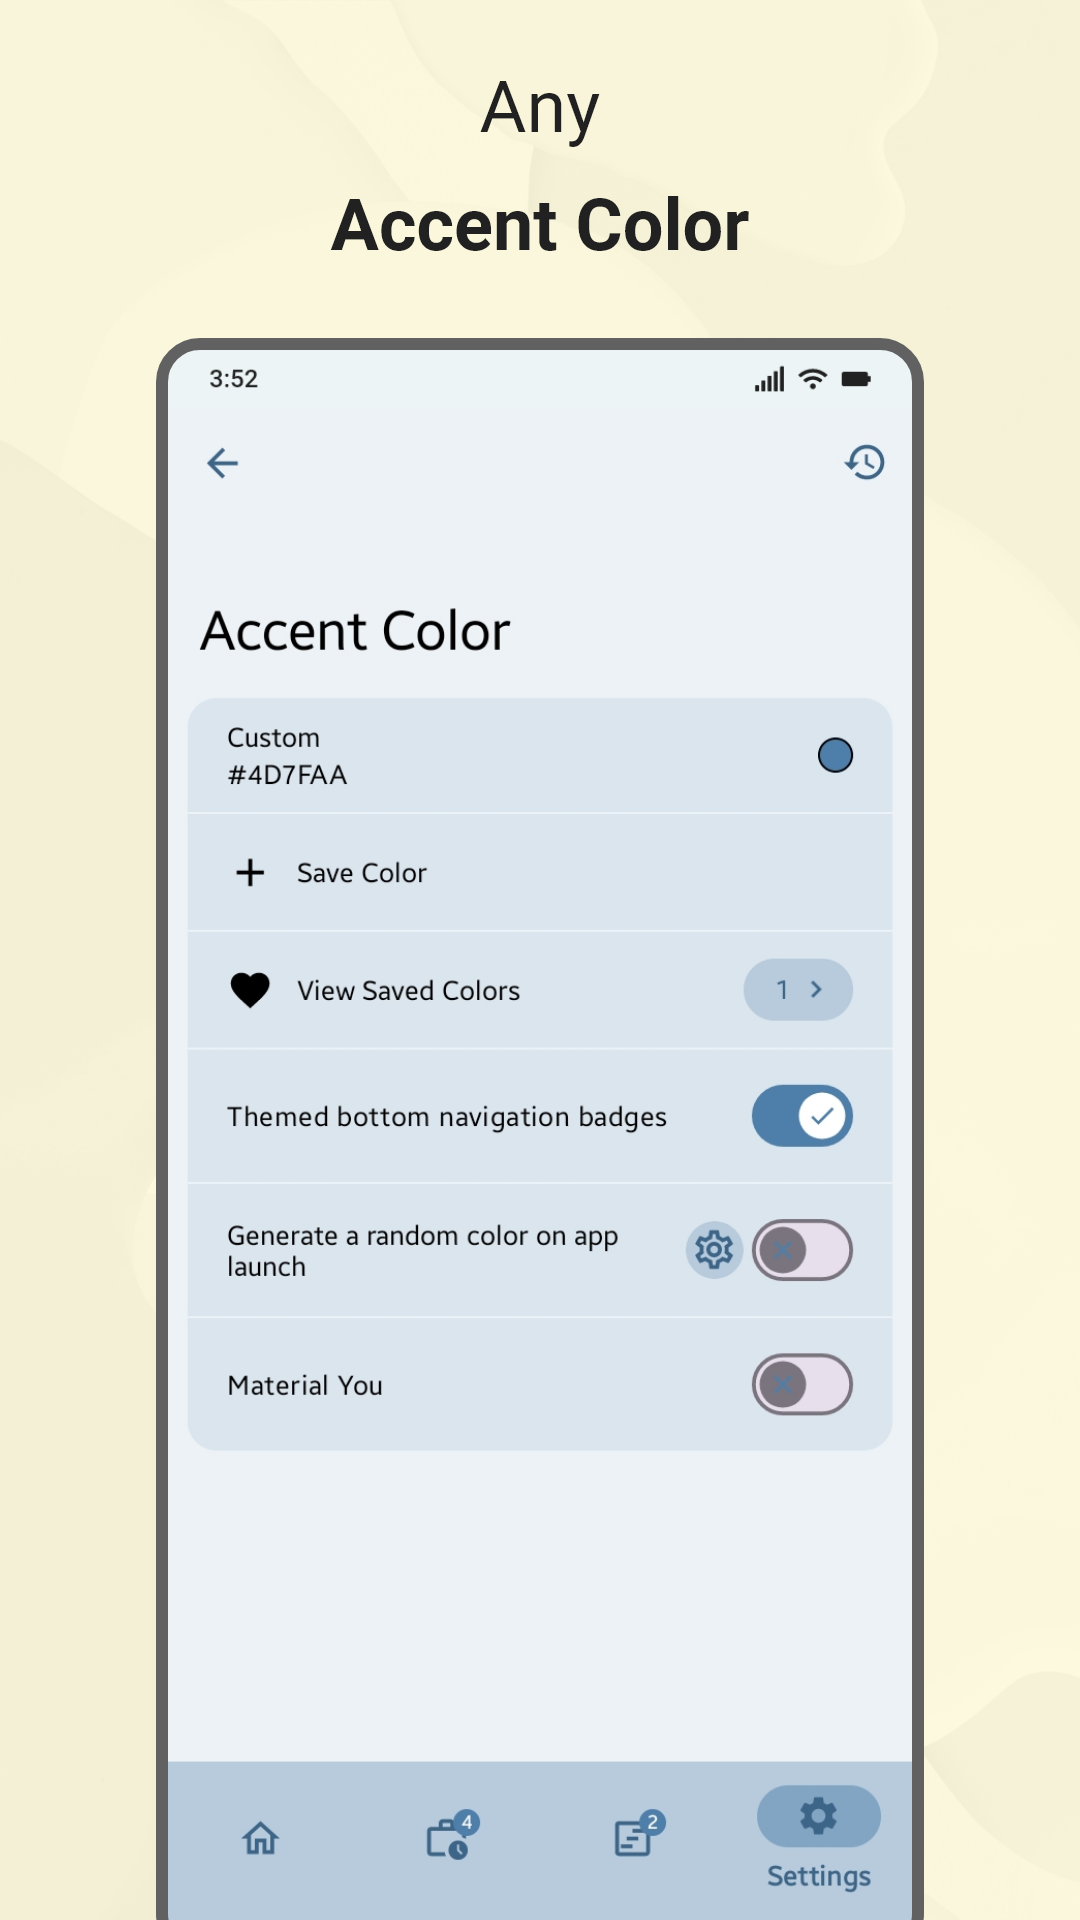 Any
Accent Color
3:52
Accent Color
Custom
#4D7FAA
Save Color
View Saved Colors
1
Themed bottom navigation badges
Generate a random color on app
launch
Material You
4
2
Settings